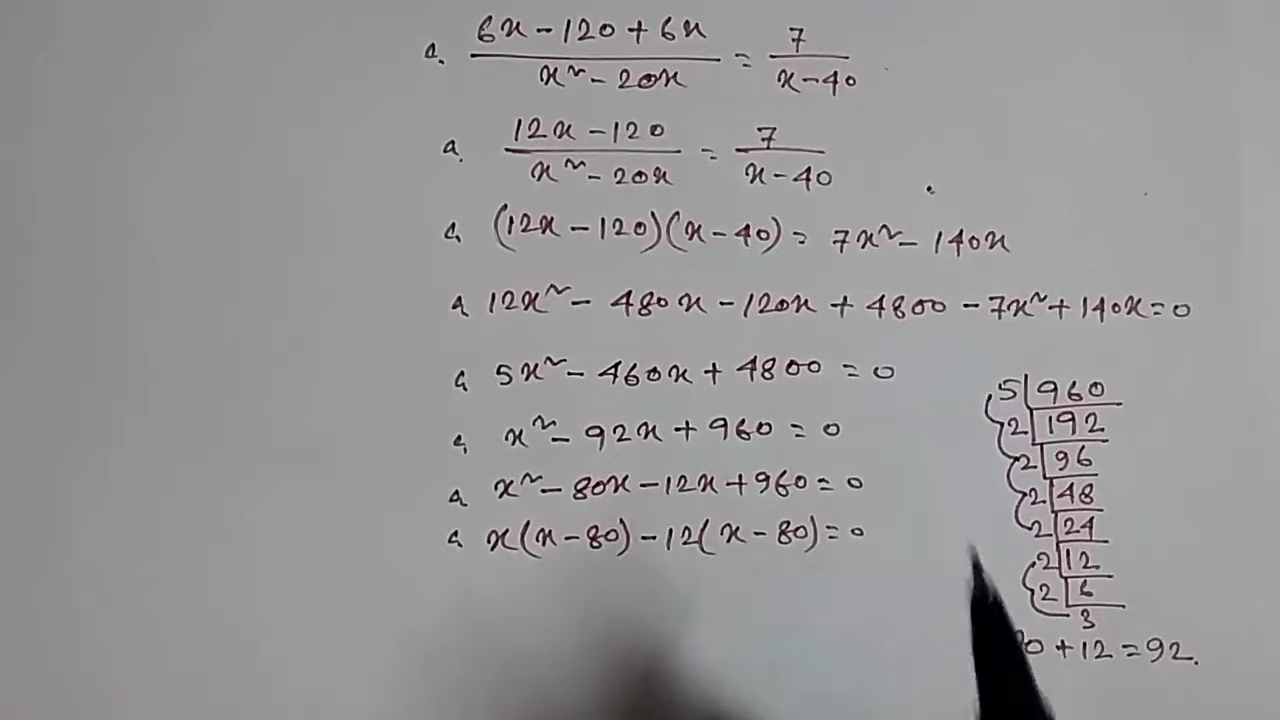 a. (6x - 120 + 6x)/(x² - 20x) = 7/(x - 40)
a. (12x - 120)/(x² - 20x) = 7/(x - 40)
a (12x - 120)(x - 40) = 7x² - 140x
a 12x² - 480x - 120x + 4800 - 7x² + 140x = 0
a 5x² - 460x + 4800 = 0
a x² - 92x + 960 = 0
a x² - 80x - 12x + 960 = 0
a x(x - 80) - 12(x - 80) = 0
5|960
2|192
2|96
2|48
2|24
2|12
2|6
3
0 + 12 = 92.